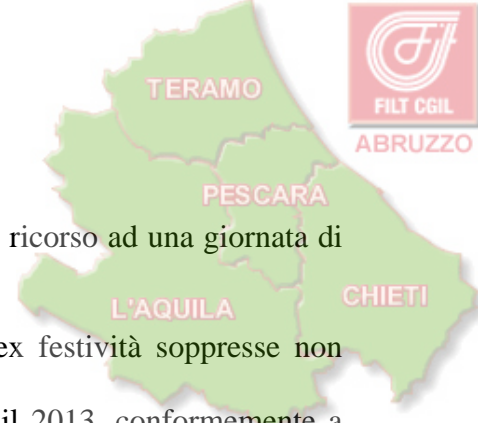 TERAMO
FILT CGIL
ABRUZZO
PESCARA
ricorso ad una giornata di
L'AQUILA
CHIETI
ex festività soppresse non
il 2013, conformemente a